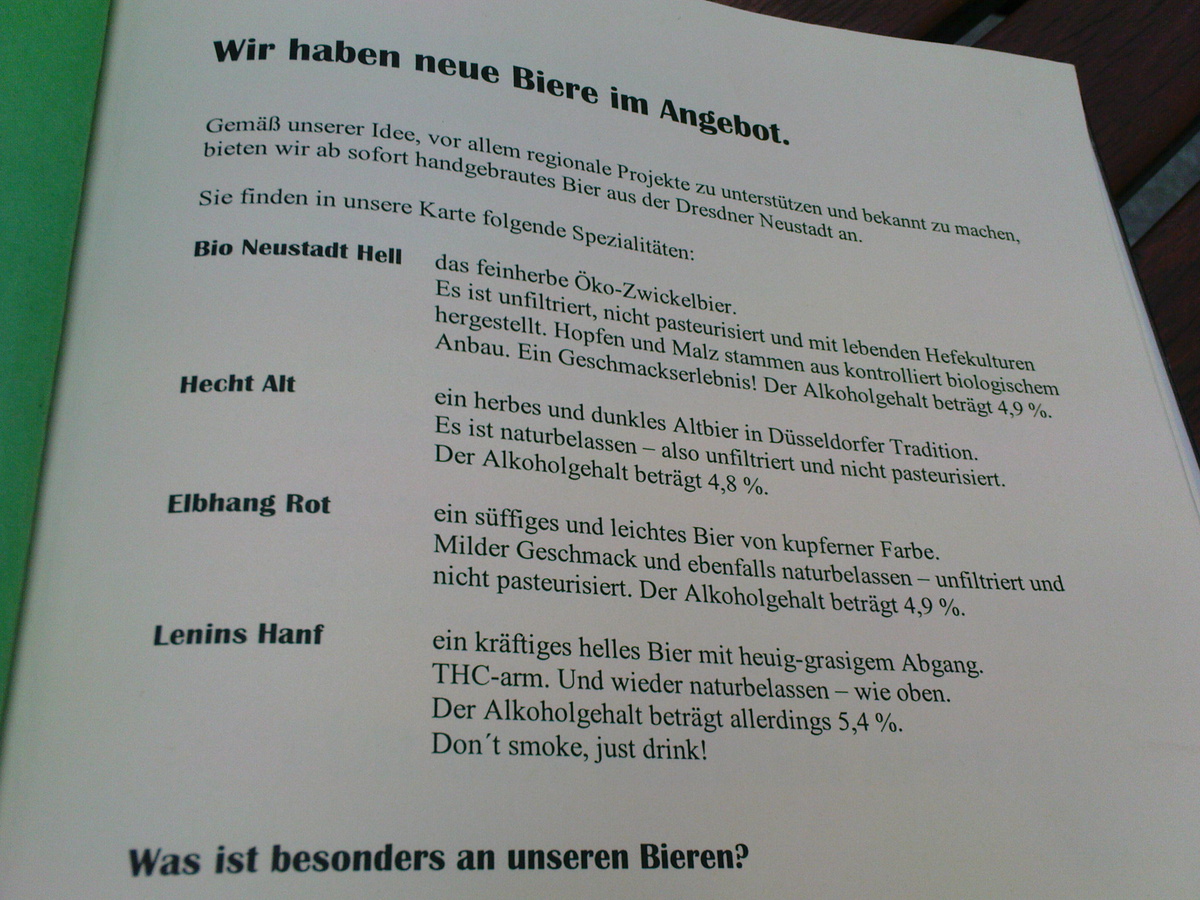 Wir haben neue Biere im Angebot.
Gemäß unserer Idee, vor allem regionale Projekte zu unterstützen und bekannt zu machen,
bieten wir ab sofort handgebrautes Bier aus der Dresdner Neustadt an.
Sie finden in unsere Karte folgende Spezialitäten:
Bio Neustadt Hell das feinherbe Öko-Zwickelbier.
Es ist unfiltriert, nicht pasteurisiert und mit lebenden Hefekulturen
hergestellt. Hopfen und Malz stammen aus kontrolliert biologischem
Anbau. Ein Geschmackserlebnis! Der Alkoholgehalt beträgt 4,9 %.
Hecht Alt ein herbes und dunkles Altbier in Düsseldorfer Tradition.
Es ist naturbelassen – also unfiltriert und nicht pasteurisiert.
Der Alkoholgehalt beträgt 4,8 %.
Elbhang Rot ein süffiges und leichtes Bier von kupferner Farbe.
Milder Geschmack und ebenfalls naturbelassen – unfiltriert und
nicht pasteurisiert. Der Alkoholgehalt beträgt 4,9 %.
Lenins Hanf ein kräftiges helles Bier mit heuig-grasigem Abgang.
THC-arm. Und wieder naturbelassen – wie oben.
Der Alkoholgehalt beträgt allerdings 5,4 %.
Don´t smoke, just drink!
Was ist besonders an unseren Bieren?